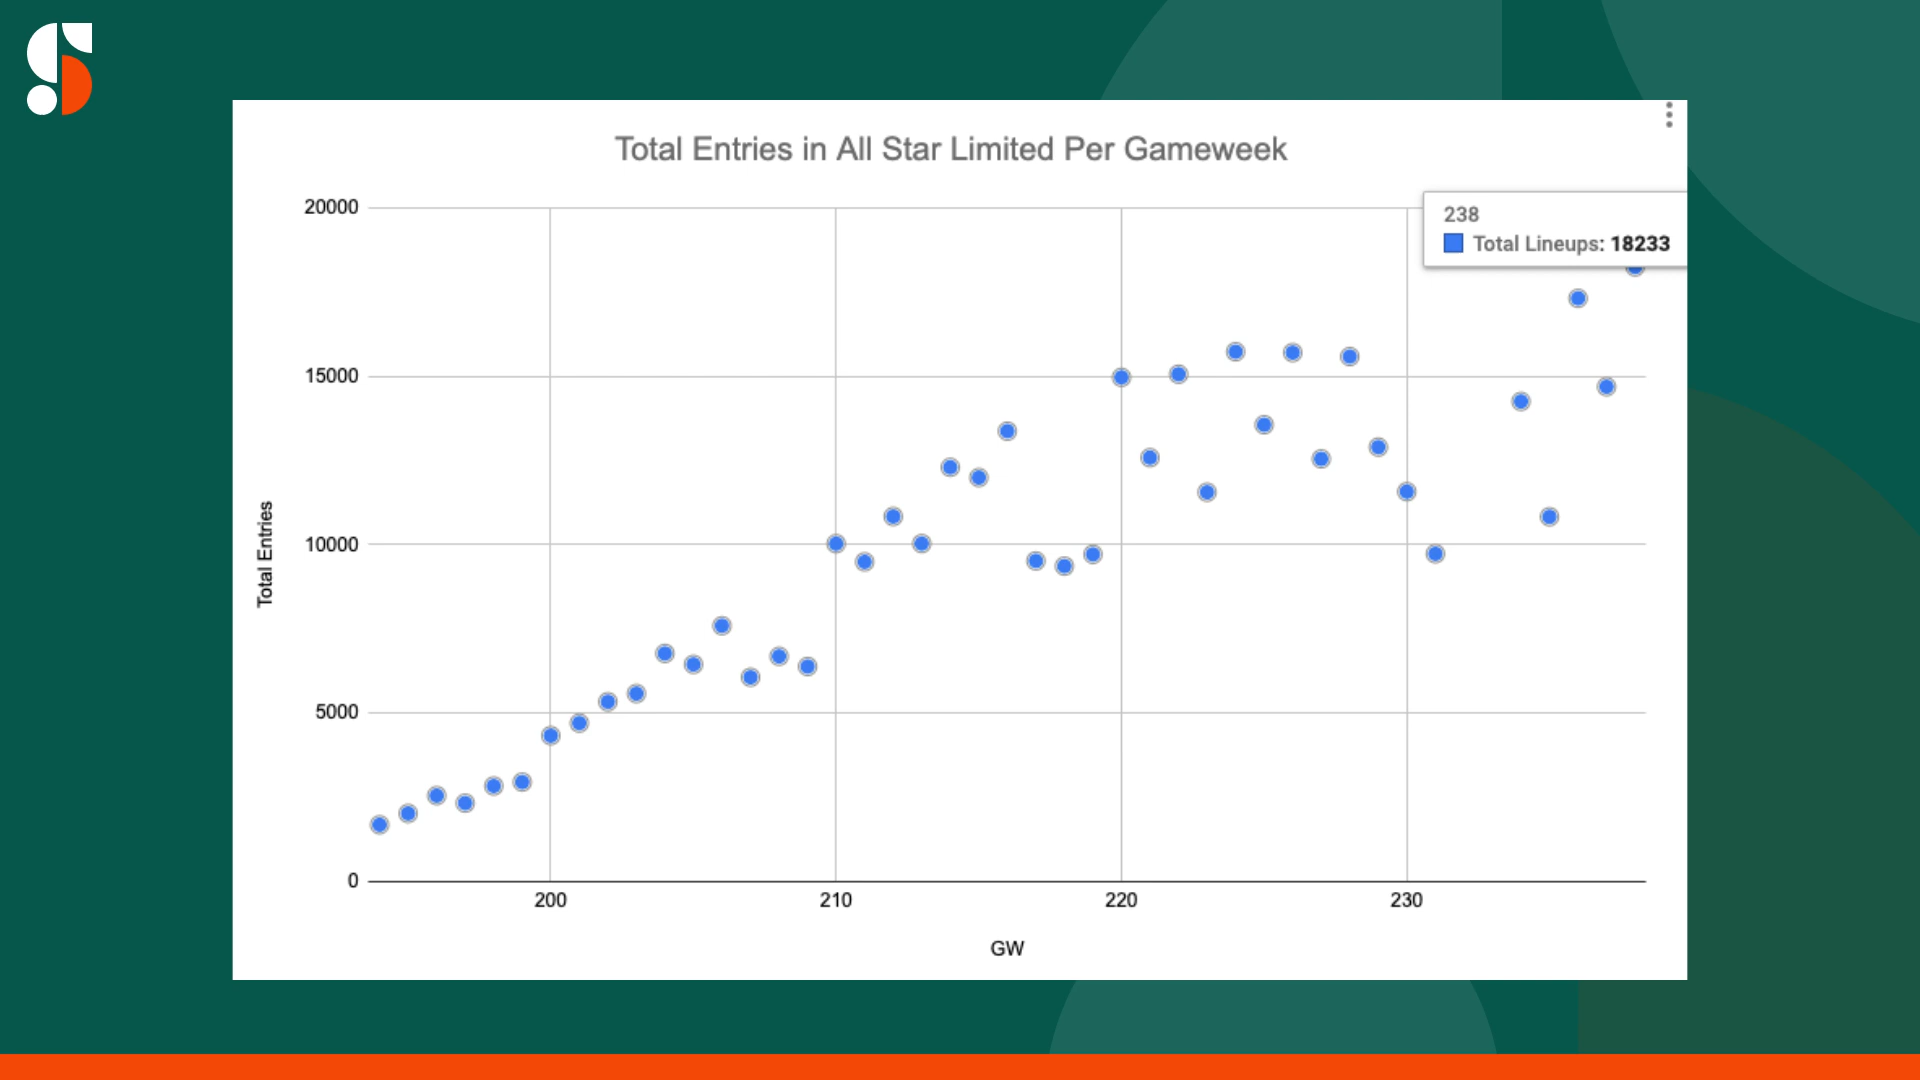 Total Entries in All Star Limited Per Gameweek
20000
238
Total Lineups: 18233
15000
10000
5000
0
Total Entries
200 210 220 230
GW